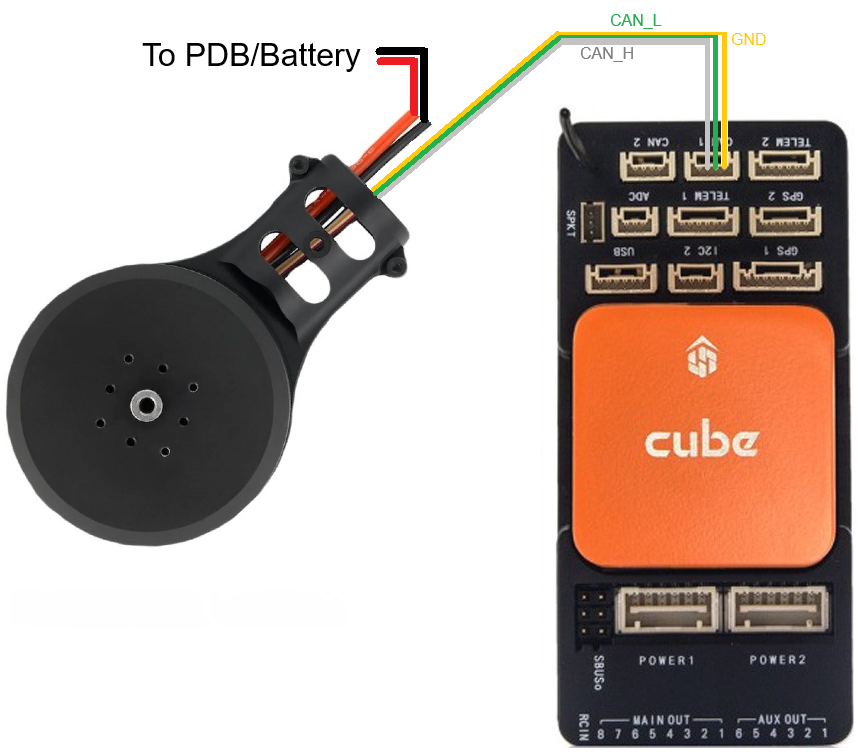 CAN_L
GND
To PDB/Battery
CAN_H
CAN 2
CAN 1
TELEM 2
SPKT
ADC
TELEM 1
GPS 2
USB
I2C 2
GPS 1
cube
SBUSo
POWER1
POWER2
RCIN
MAIN OUT
AUX OUT
8 7 6 5 4 3 2 1
6 5 4 3 2 1